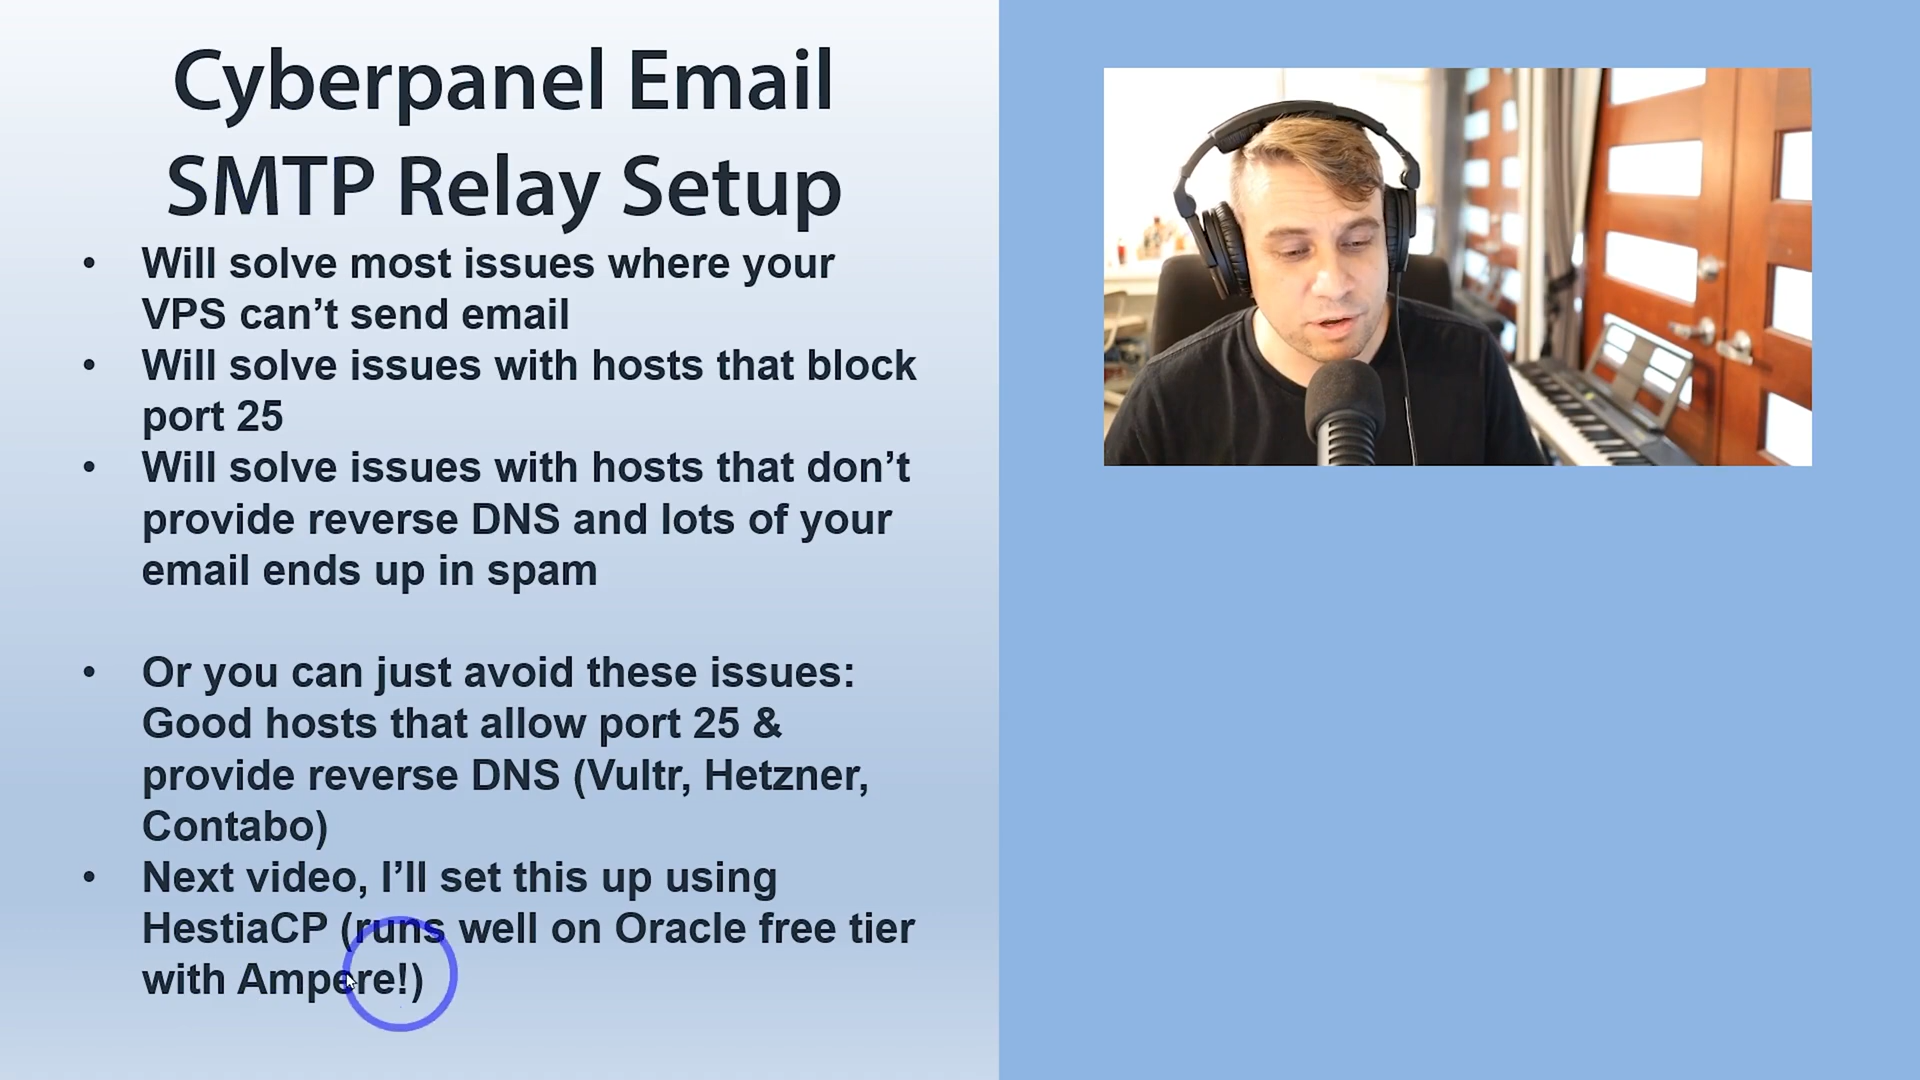 Cyberpanel Email
SMTP Relay Setup
• Will solve most issues where your
VPS can’t send email
• Will solve issues with hosts that block
port 25
• Will solve issues with hosts that don’t
provide reverse DNS and lots of your
email ends up in spam
• Or you can just avoid these issues:
Good hosts that allow port 25 &
provide reverse DNS (Vultr, Hetzner,
Contabo)
• Next video, I’ll set this up using
HestiaCP (runs well on Oracle free tier
with Ampere!)